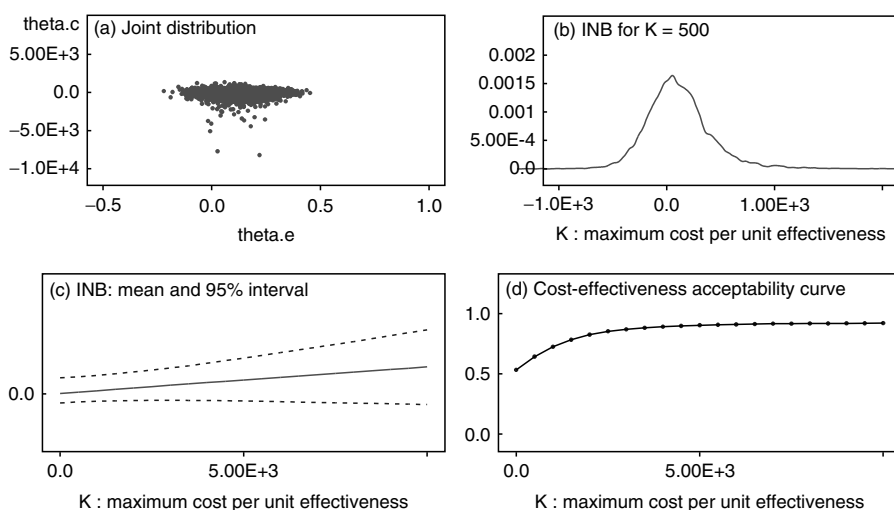 theta.c
(a) Joint distribution
5.00E+3
0.0
−5.0E+3
−1.0E+4
−0.5
0.0
0.5
1.0
theta.e
(b) INB for K = 500
0.002
0.0015
0.001
5.00E-4
0.0
−1.0E+3
0.0
1.00E+3
K : maximum cost per unit effectiveness
(c) INB: mean and 95% interval
0.0
0.0
5.00E+3
K : maximum cost per unit effectiveness
(d) Cost-effectiveness acceptability curve
1.0
0.5
0.0
0.0
5.00E+3
K : maximum cost per unit effectiveness